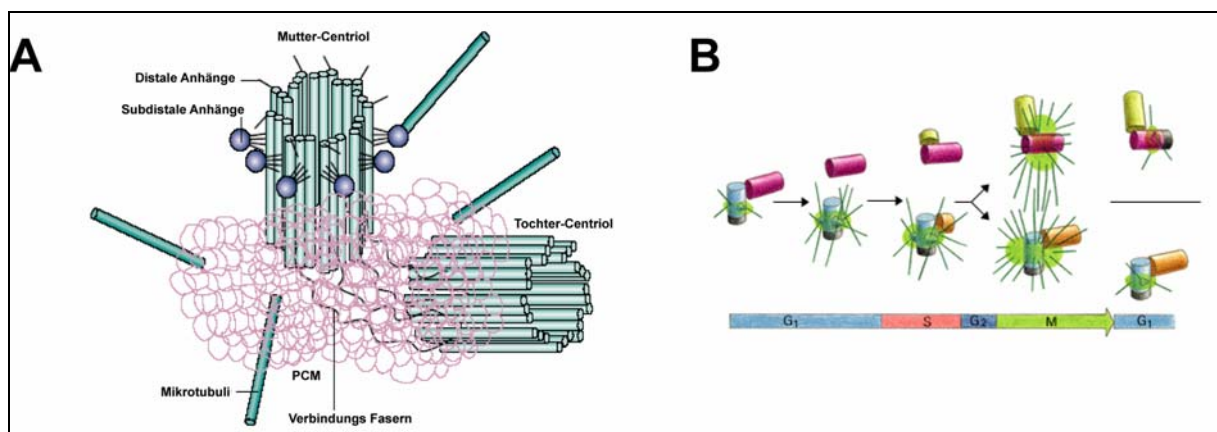 A
Mutter-Centriol
Distale Anhänge
Subdistale Anhänge
Tochter-Centriol
PCM
Mikrotubuli
Verbindungs Fasern
B
G1 S G2 M G1